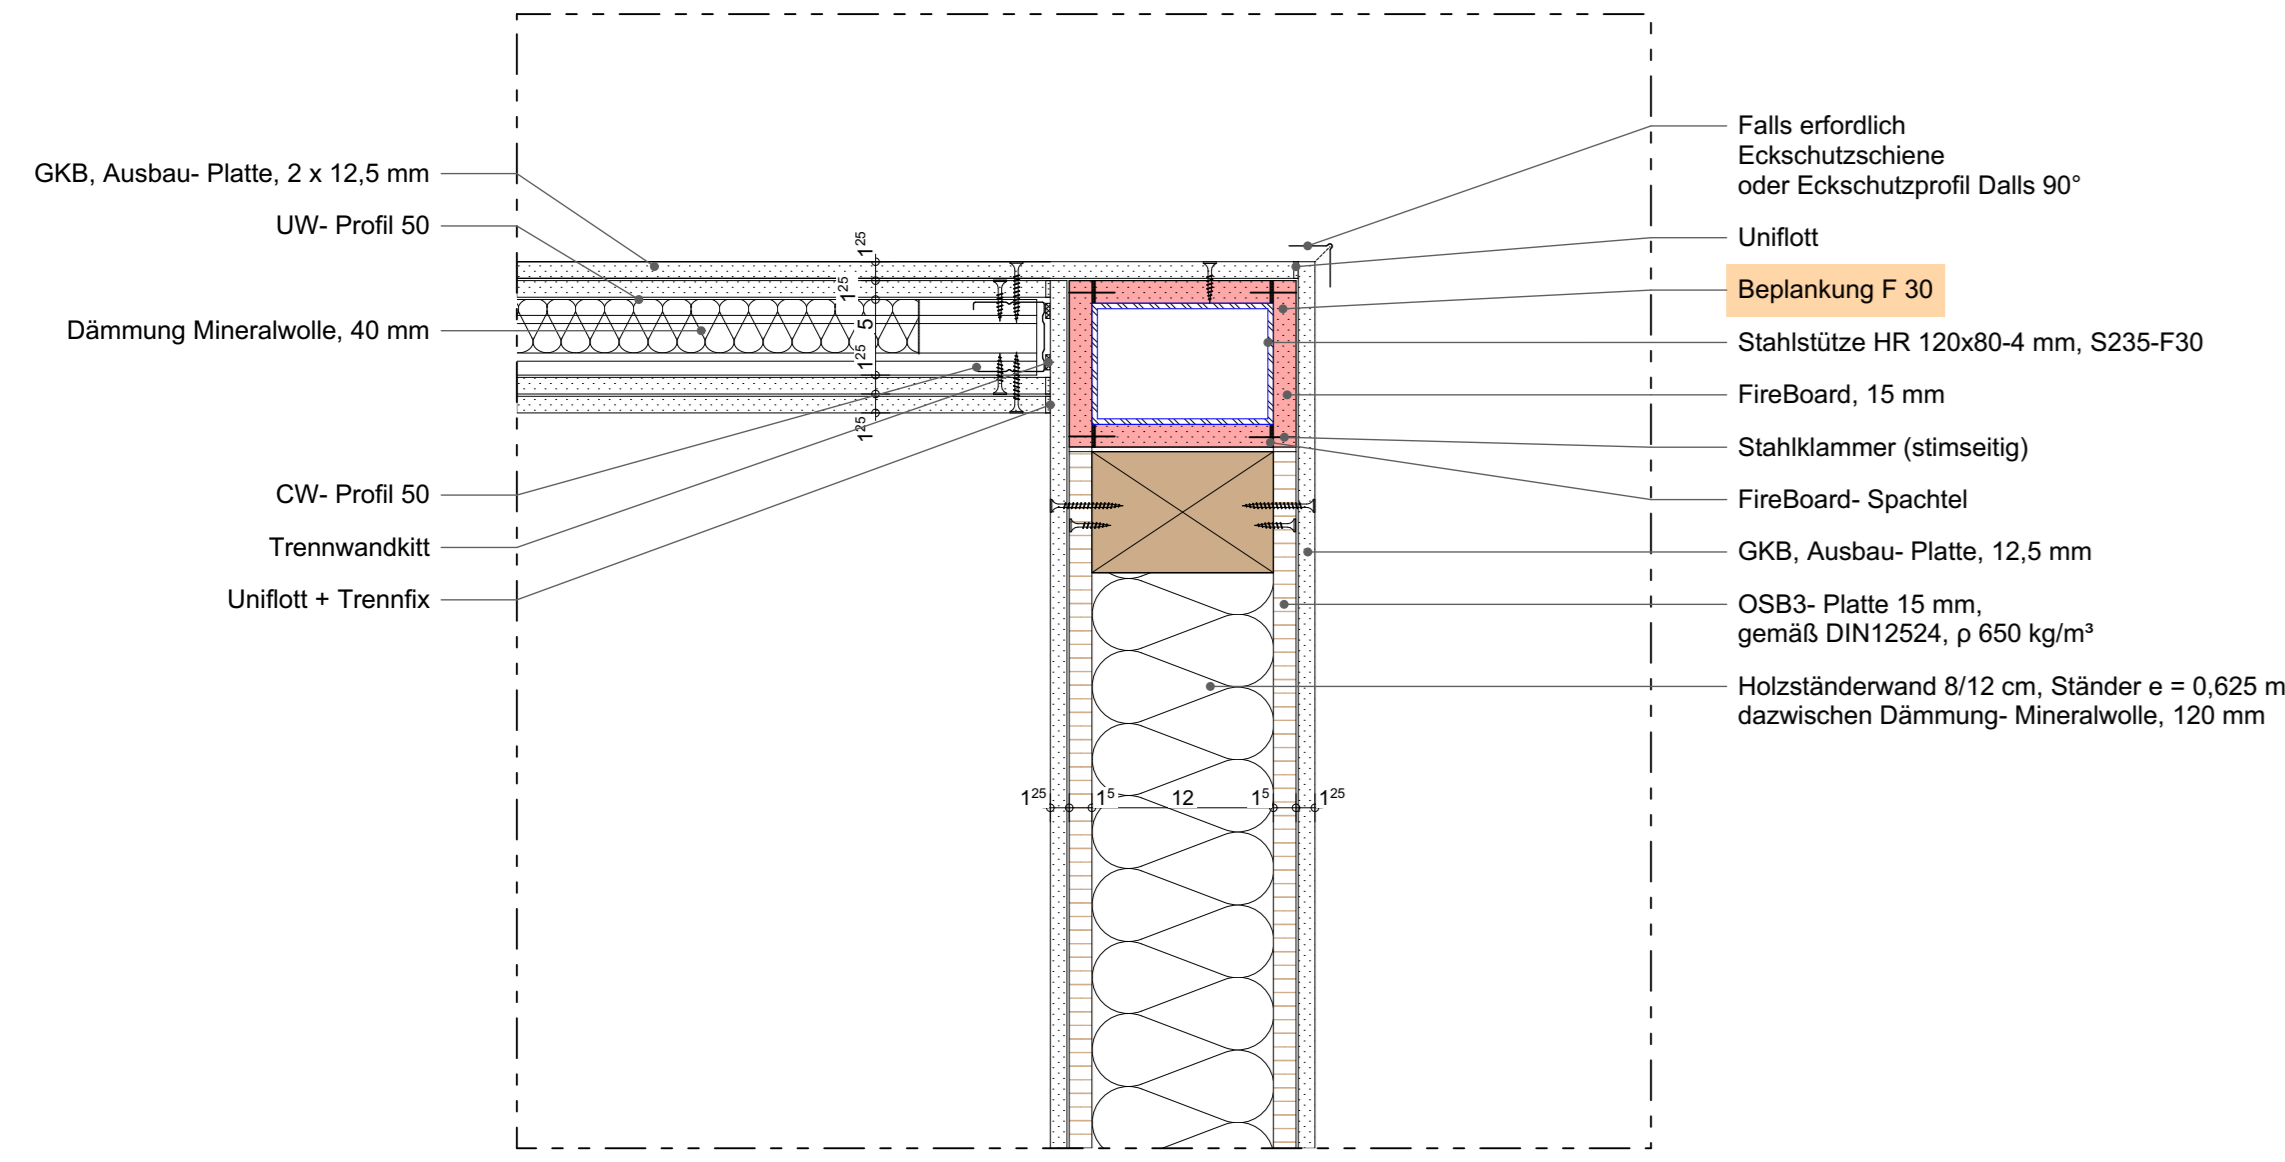 GKB, Ausbau- Platte, 2 x 12,5 mm
UW- Profil 50
Dämmung Mineralwolle, 40 mm
CW- Profil 50
Trennwandkitt
Uniflott + Trennfix
1²⁵
1²⁵
5
1²⁵
1²⁵
Falls erfordlich
Eckschutzschiene
oder Eckschutzprofil Dalls 90°
Uniflott
Beplankung F 30
Stahlstütze HR 120x80-4 mm, S235-F30
FireBoard, 15 mm
Stahlklammer (stimseitig)
FireBoard- Spachtel
GKB, Ausbau- Platte, 12,5 mm
OSB3- Platte 15 mm,
gemäß DIN12524, ρ 650 kg/m³
Holzständerwand 8/12 cm, Ständer e = 0,625 m
dazwischen Dämmung- Mineralwolle, 120 mm
1²⁵ 1⁵ 12 1⁵ 1²⁵